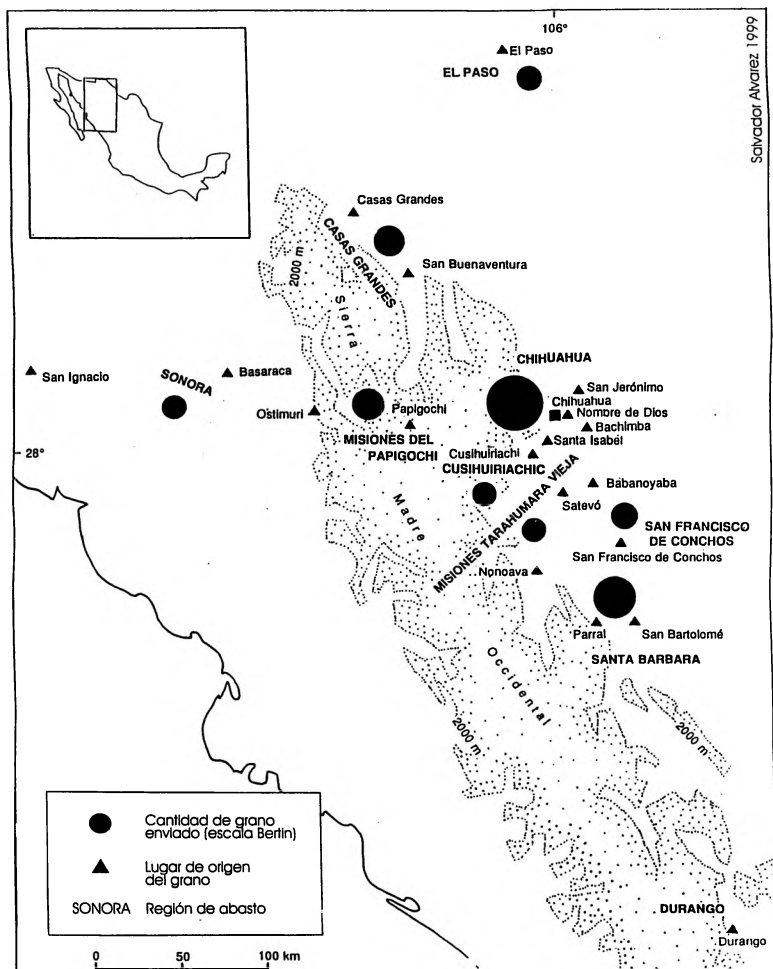 106°
Salvador Alvarez 1999
El Paso
EL PASO
Casas Grandes
CASAS GRANDES
San Buenaventura
2000 m
Sierra
CHIHUAHUA
San Ignacio
SONORA
Basaraca
San Jerónimo
Chihuahua
Nombre de Dios
Ostimuri
Papigochi
Bachimba
MISIONES DEL
PAPIGOCHI
Santa Isabél
28°
Cusihuiriachi
CUSIHUIRIACHIC
Babanoyaba
Satevó
Madre
MISIONES TARAHUMARA VIEJA
SAN FRANCISCO
DE CONCHOS
San Francisco de Conchos
Nonoava
Parral
San Bartolomé
SANTA BARBARA
Occidental
2000 m
2000 m
Cantidad de grano
enviado (escala Bertin)
Lugar de origen
del grano
SONORA Región de abasto
DURANGO
Durango
0 50 100 km